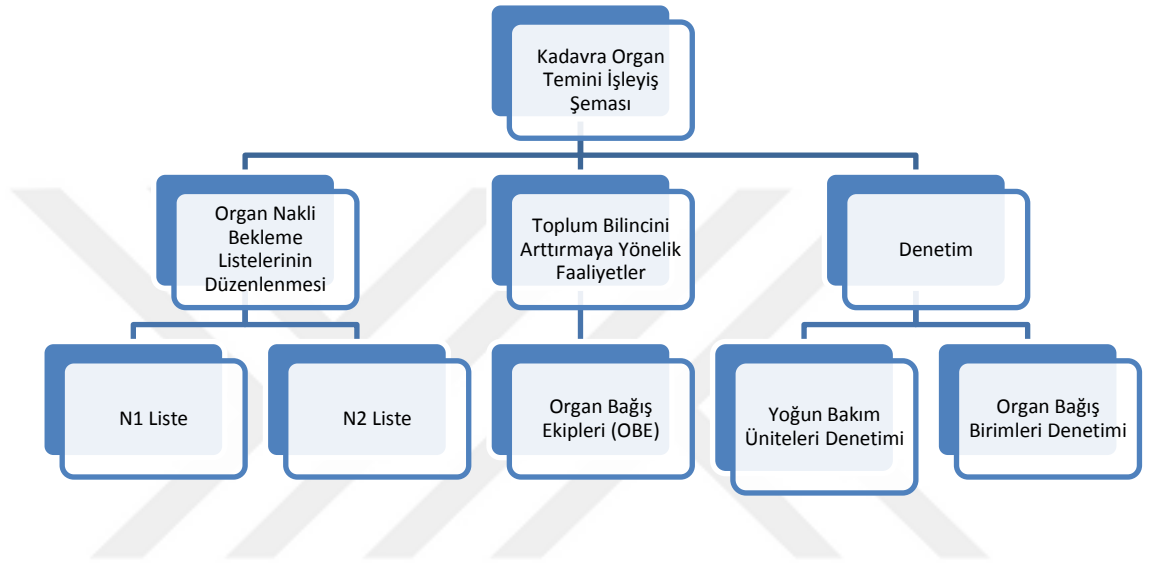 Kadavra Organ
Temini İşleyiş
Şeması
Organ Nakli
Bekleme
Listelerinin
Düzenlenmesi
Toplum Bilincini
Arttırmaya Yönelik
Faaliyetler
Denetim
N1 Liste
N2 Liste
Organ Bağış
Ekipleri (OBE)
Yoğun Bakım
Üniteleri Denetimi
Organ Bağış
Birimleri Denetimi